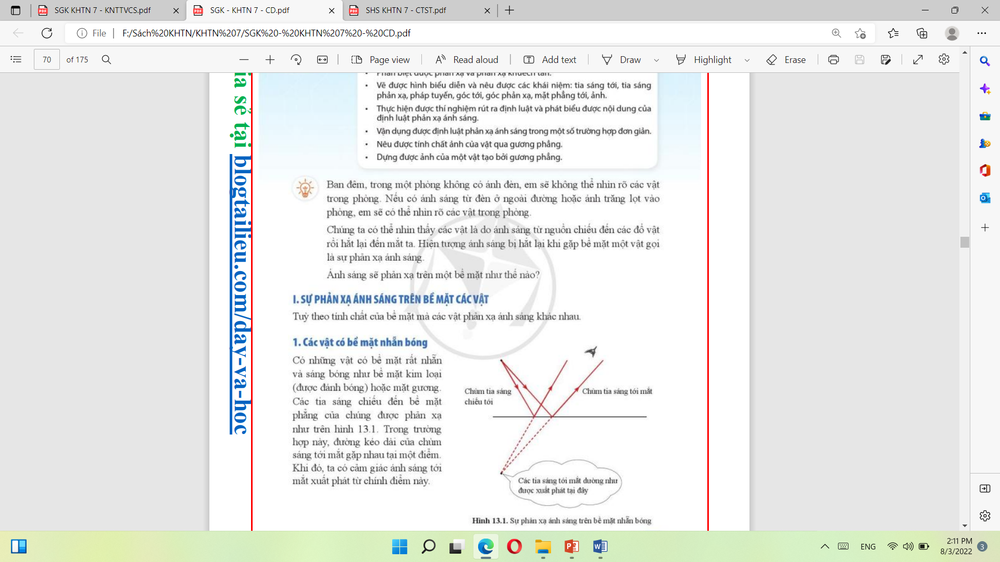 SGK KHTN 7 - KNTTVCS.pdf
SGK - KHTN 7 - CD.pdf
SHS KHTN 7 - CTST.pdf
File
F:/Sách%20KHTN/KHTN%207/SGK%20-%20KHTN%207%20-%20CD.pdf
70 of 175
Page view
Read aloud
Add text
Draw
Highlight
Erase
ia sẻ tại blogtailieu.com/day-va-hoc
• Phân biệt được phản xạ và phản xạ khuếch tán.
• Vẽ được hình biểu diễn và nêu được các khái niệm: tia sáng tới, tia sáng
phản xạ, pháp tuyến, góc tới, góc phản xạ, mặt phẳng tới, ảnh.
• Thực hiện được thí nghiệm rút ra định luật và phát biểu được nội dung của
định luật phản xạ ánh sáng.
• Vận dụng được định luật phản xạ ánh sáng trong một số trường hợp đơn giản.
• Nêu được tính chất ảnh của vật qua gương phẳng.
• Dựng được ảnh của một vật tạo bởi gương phẳng.
Ban đêm, trong một phòng không có ánh đèn, em sẽ không thể nhìn rõ các vật
trong phòng. Nếu có ánh sáng từ đèn ở ngoài đường hoặc ánh trăng lọt vào
phòng, em sẽ có thể nhìn rõ các vật trong phòng.
Chúng ta có thể nhìn thấy các vật là do ánh sáng từ nguồn chiếu đến các đồ vật
rồi hắt lại đến mắt ta. Hiện tượng ánh sáng bị hắt lại khi gặp bề mặt một vật gọi
là sự phản xạ ánh sáng.
Ánh sáng sẽ phản xạ trên một bề mặt như thế nào?
I. SỰ PHẢN XẠ ÁNH SÁNG TRÊN BỀ MẶT CÁC VẬT
Tuỳ theo tính chất của bề mặt mà các vật phản xạ ánh sáng khác nhau.
1. Các vật có bề mặt nhẵn bóng
Có những vật có bề mặt rất nhẵn
và sáng bóng như bề mặt kim loại
(được đánh bóng) hoặc mặt gương.
Các tia sáng chiếu đến bề mặt
phẳng của chúng được phản xạ
như trên hình 13.1. Trong trường
hợp này, đường kéo dài của chùm
sáng tới mắt gặp nhau tại một điểm.
Khi đó, ta có cảm giác ánh sáng tới
mắt xuất phát từ chính điểm này.
Chùm tia sáng
chiếu tới
Chùm tia sáng tới mắt
Các tia sáng tới mắt dường như
được xuất phát tại đây
Hình 13.1. Sự phản xạ ánh sáng trên bề mặt nhẵn bóng
ENG
2:11 PM
8/3/2022
3